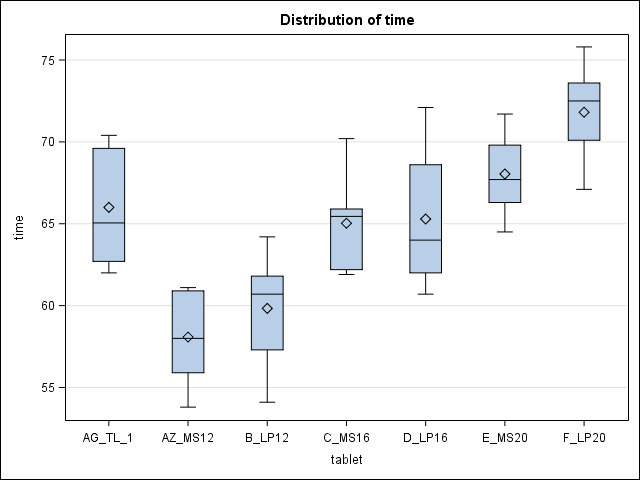 Distribution of time
75
70
65
60
55
time
AG_TL_1 AZ_MS12 B_LP12 C_MS16 D_LP16 E_MS20 F_LP20
tablet